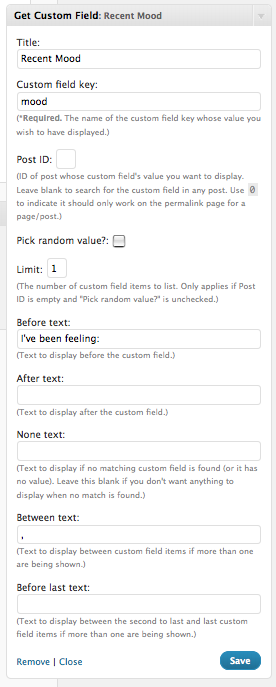 Get Custom Field: Recent Mood
Title:
Recent Mood
Custom field key:
mood
(*Required. The name of the custom field key whose value you
wish to have displayed.)
Post ID:
(ID of post whose custom field's value you want to display.
Leave blank to search for the custom field in any post. Use 0
to indicate it should only work on the permalink page for a
page/post.)
Pick random value?:
Limit: 1
(The number of custom field items to list. Only applies if Post
ID is empty and "Pick random value?" is unchecked.)
Before text:
I've been feeling:
(Text to display before the custom field.)
After text:
(Text to display after the custom field.)
None text:
(Text to display if no matching custom field is found (or it has
no value). Leave this blank if you don't want anything to
display when no match is found.)
Between text:
,
(Text to display between custom field items if more than one
are being shown.)
Before last text:
(Text to display between the second to last and last custom
field items if more than one are being shown.)
Remove | Close Save